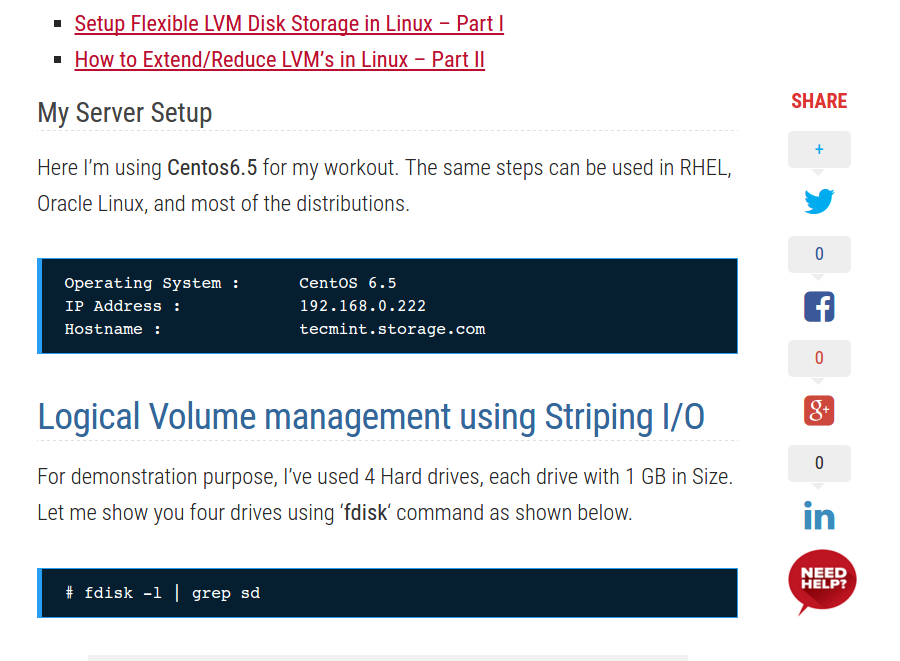 Setup Flexible LVM Disk Storage in Linux – Part I
How to Extend/Reduce LVM’s in Linux – Part II
My Server Setup
Here I’m using Centos6.5 for my workout. The same steps can be used in RHEL,
Oracle Linux, and most of the distributions.
Operating System : CentOS 6.5
IP Address : 192.168.0.222
Hostname : tecmint.storage.com
Logical Volume management using Striping I/O
For demonstration purpose, I’ve used 4 Hard drives, each drive with 1 GB in Size.
Let me show you four drives using ‘fdisk‘ command as shown below.
# fdisk -l | grep sd
SHARE
+
0
0
g+
0
in
NEED
HELP?